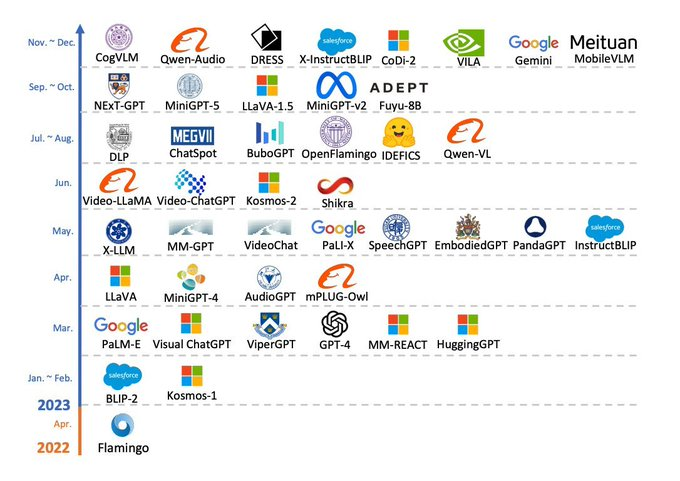 Nov. ~ Dec.
salesforce
Google
Meituan
CogVLM
Qwen-Audio
DRESS
X-InstructBLIP
CoDi-2
VILA
Gemini
MobileVLM
Sep. ~ Oct.
ADEPT
NExT-GPT
MiniGPT-5
LLaVA-1.5
MiniGPT-v2
Fuyu-8B
Jul. ~ Aug.
MEGVII
DLP
ChatSpot
BuboGPT
OpenFlamingo
IDEFICS
Qwen-VL
Jun.
Video-LLaMA
Video-ChatGPT
Kosmos-2
Shikra
May.
Google
salesforce
X-LLM
MM-GPT
VideoChat
PaLI-X
SpeechGPT
EmbodiedGPT
PandaGPT
InstructBLIP
Apr.
LLaVA
MiniGPT-4
AudioGPT
mPLUG-Owl
Mar.
Google
PaLM-E
Visual ChatGPT
ViperGPT
GPT-4
MM-REACT
HuggingGPT
Jan. ~ Feb.
salesforce
BLIP-2
Kosmos-1
2023
Apr.
2022
Flamingo